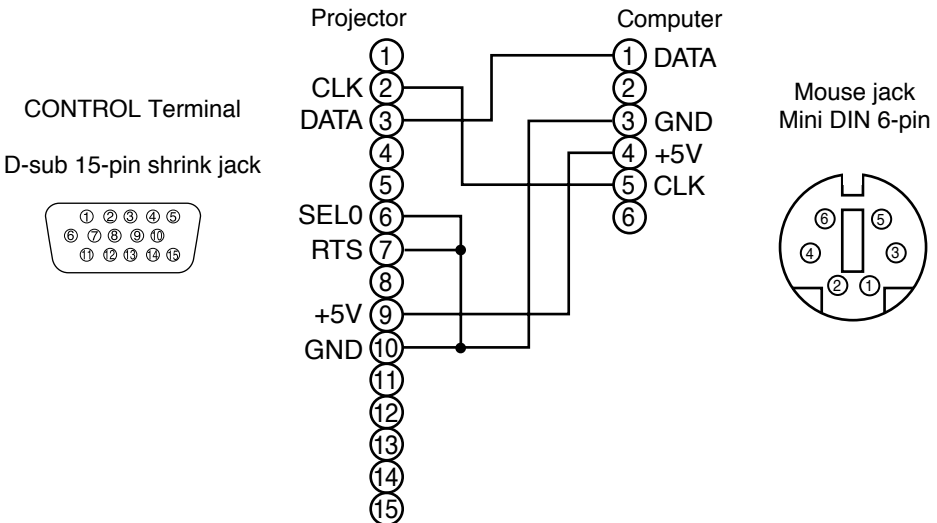 Projector
Computer
CONTROL Terminal
D-sub 15-pin shrink jack
① ② ③ ④ ⑤
⑥ ⑦ ⑧ ⑨ ⑩
⑪ ⑫ ⑬ ⑭ ⑮
①
CLK ②
DATA ③
④
⑤
SEL0 ⑥
RTS ⑦
⑧
+5V ⑨
GND ⑩
⑪
⑫
⑬
⑭
⑮
① DATA
②
③ GND
④ +5V
⑤ CLK
⑥
Mouse jack
Mini DIN 6-pin
⑥ ⑤
④ ③
② ①